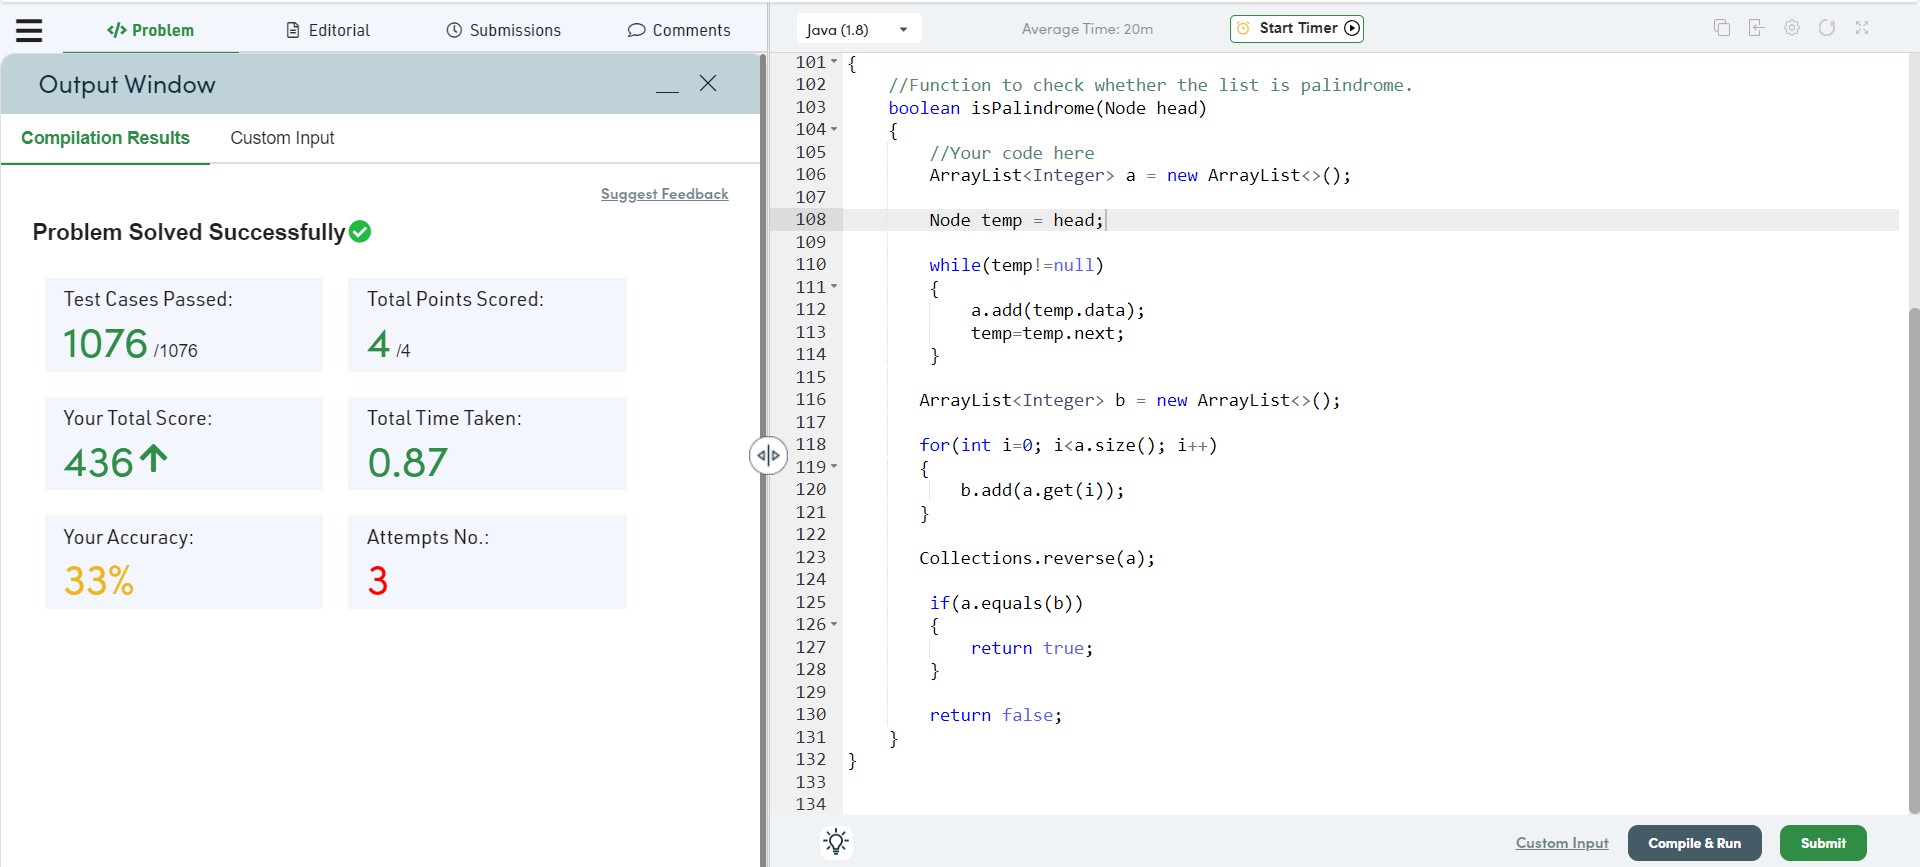 </> Problem
Editorial
Submissions
Comments
Output Window
Compilation Results
Custom Input
Suggest Feedback
Problem Solved Successfully
Test Cases Passed:
1076 /1076
Total Points Scored:
4 /4
Your Total Score:
436
Total Time Taken:
0.87
Your Accuracy:
33%
Attempts No.:
3
Java (1.8)
Average Time: 20m
Start Timer
101 {
102 //Function to check whether the list is palindrome.
103 boolean isPalindrome(Node head)
104 {
105 //Your code here
106 ArrayList<Integer> a = new ArrayList<>();
107
108 Node temp = head;
109
110 while(temp!=null)
111 {
112 a.add(temp.data);
113 temp=temp.next;
114 }
115
116 ArrayList<Integer> b = new ArrayList<>();
117
118 for(int i=0; i<a.size(); i++)
119 {
120 b.add(a.get(i));
121 }
122
123 Collections.reverse(a);
124
125 if(a.equals(b))
126 {
127 return true;
128 }
129
130 return false;
131 }
132 }
133
134
Custom Input
Compile & Run
Submit